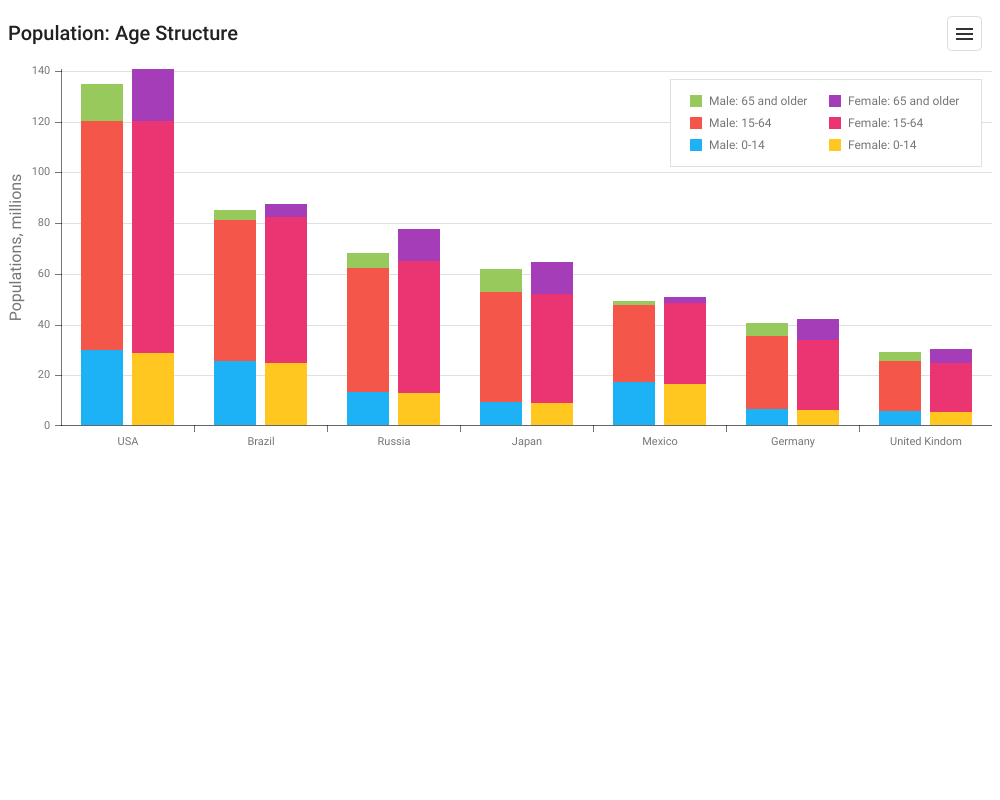 Population: Age Structure
Populations, millions
140
120
100
80
60
40
20
0
Male: 65 and older
Female: 65 and older
Male: 15-64
Female: 15-64
Male: 0-14
Female: 0-14
USA
Brazil
Russia
Japan
Mexico
Germany
United Kindom